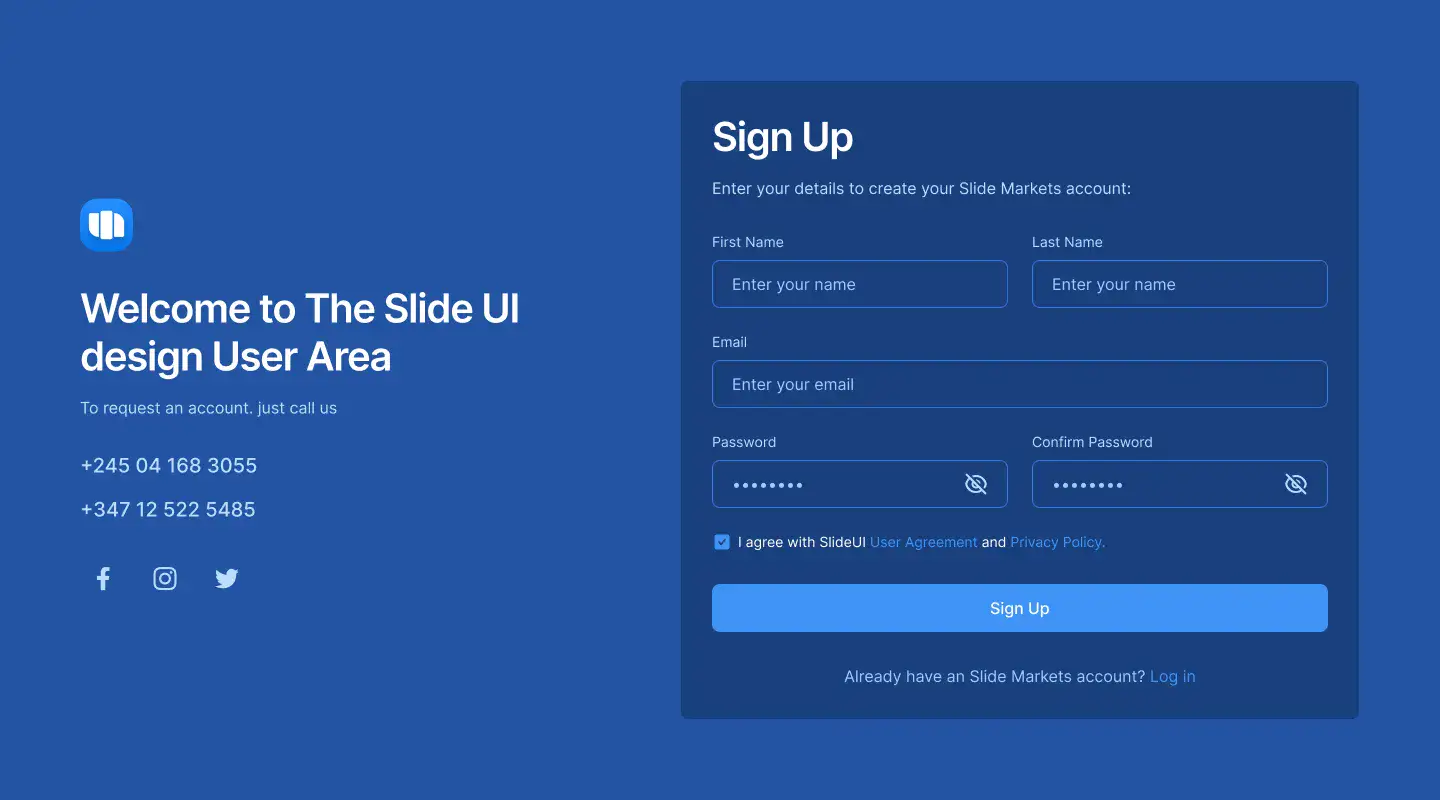 Welcome to The Slide UI
design User Area
To request an account. just call us
+245 04 168 3055
+347 12 522 5485
Sign Up
Enter your details to create your Slide Markets account:
First Name
Last Name
Enter your name
Enter your name
Email
Enter your email
Password
Confirm Password
I agree with SlideUI User Agreement and Privacy Policy.
Sign Up
Already have an Slide Markets account? Log in